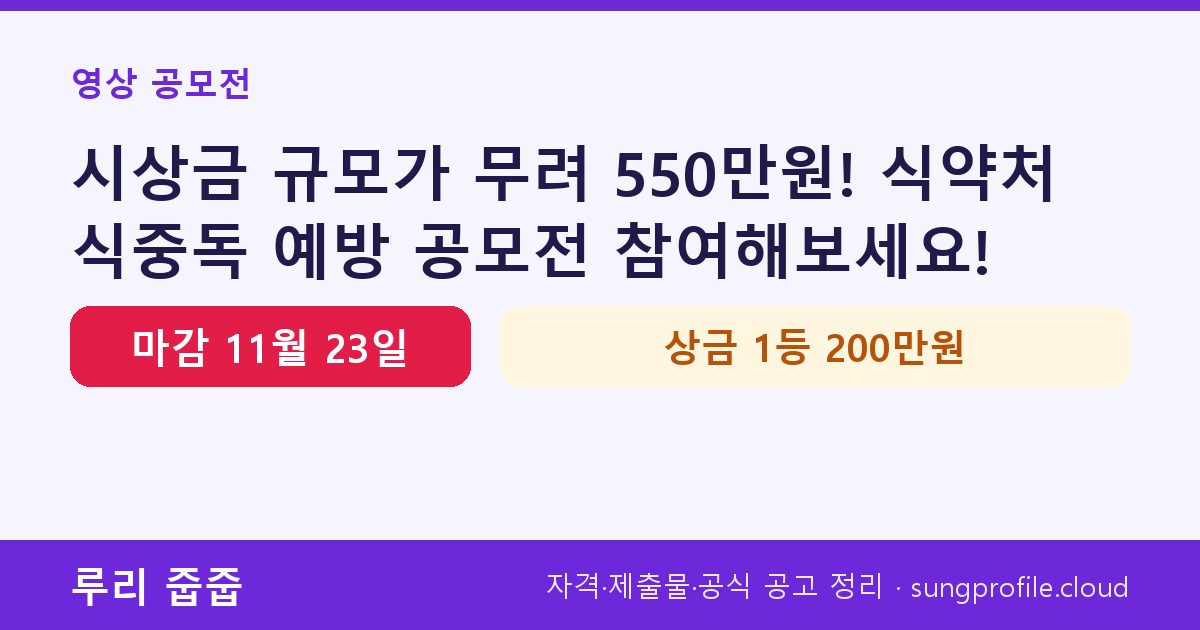 영상 공모전
시상금 규모가 무려 550만원! 식약처
식중독 예방 공모전 참여해보세요!
마감 11월 23일
상금 1등 200만원
루리 줍줍
자격·제출물·공식 공고 정리 · sungprofile.cloud